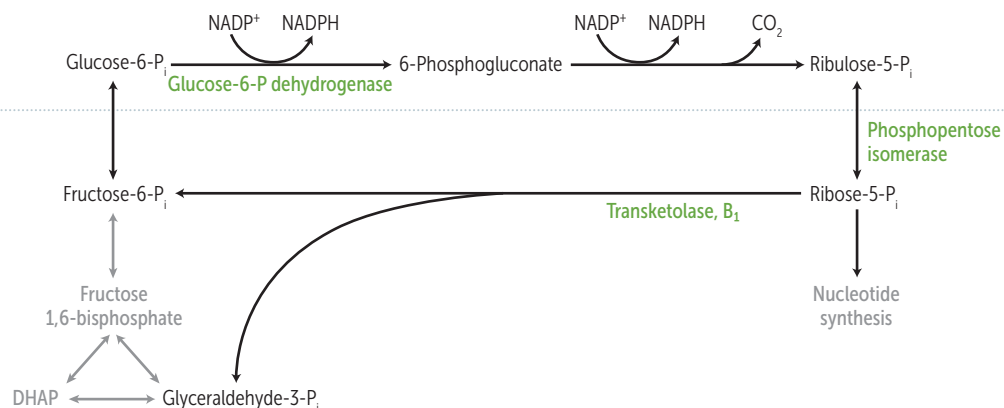 NADP⁺ NADPH NADP⁺ NADPH CO₂
Glucose-6-Pᵢ 6-Phosphogluconate Ribulose-5-Pᵢ
Glucose-6-P dehydrogenase
Phosphopentose
isomerase
Fructose-6-Pᵢ Ribose-5-Pᵢ
Transketolase, B₁
Fructose
1,6-bisphosphate
Nucleotide
synthesis
DHAP Glyceraldehyde-3-Pᵢ